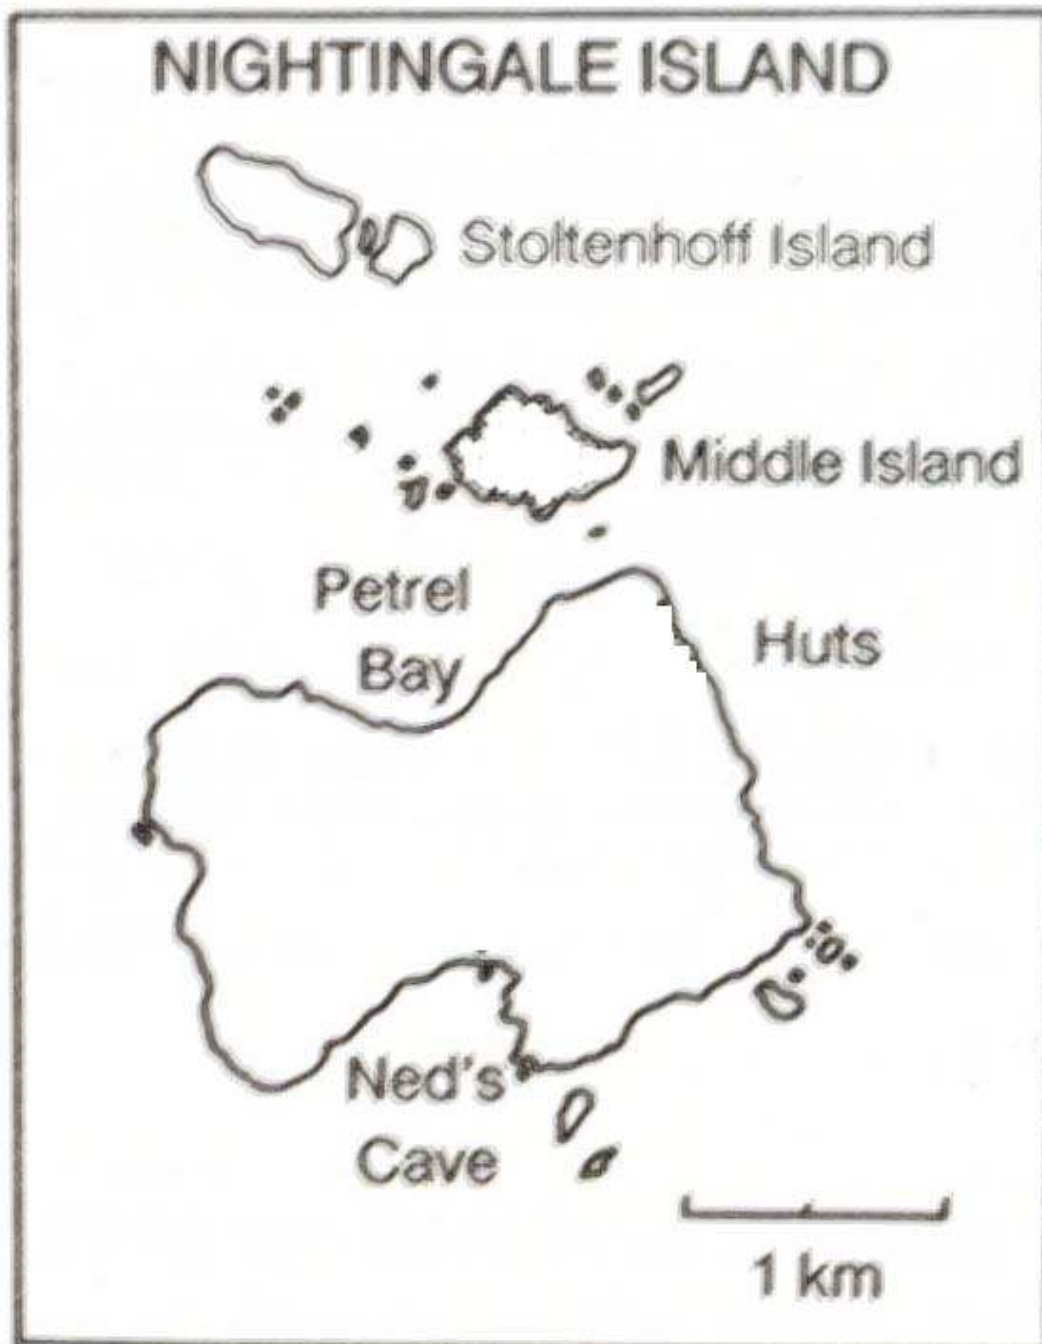 NIGHTINGALE ISLAND
Stoltenhoff Island
Middle Island
Petrel
Bay
Huts
Ned's
Cave
1 km